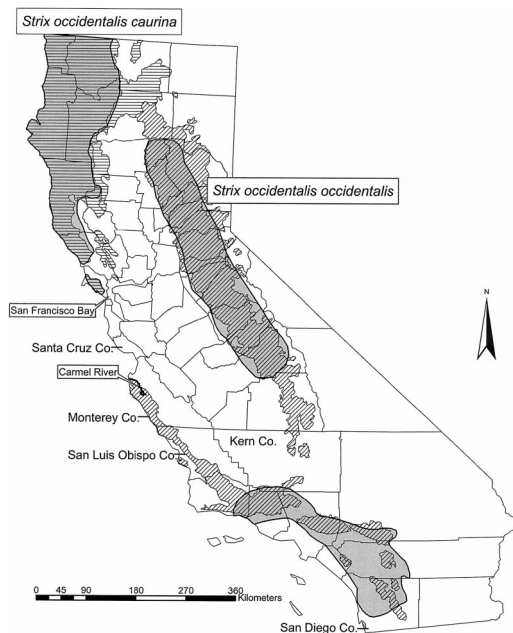 Strix occidentalis caurina
Strix occidentalis occidentalis
N
San Francisco Bay
Santa Cruz Co.
Carmel River
Monterey Co.
Kern Co.
San Luis Obispo Co.
0 45 90 180 270 360
Kilometers
San Diego Co.